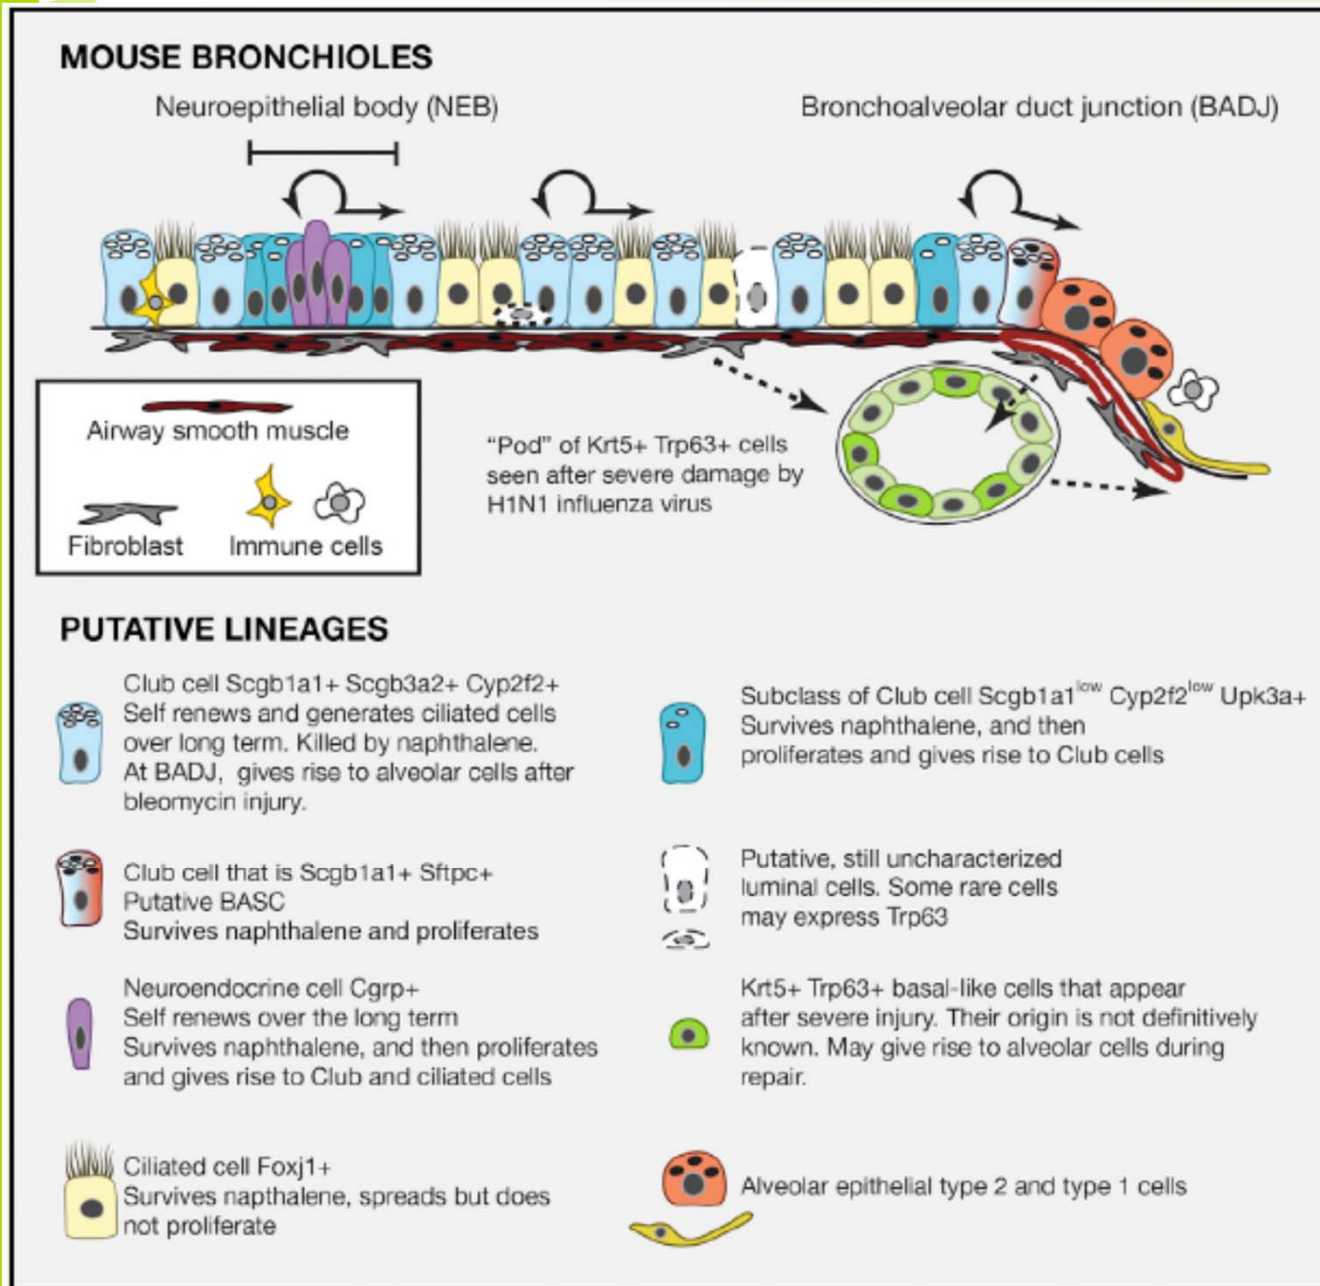 MOUSE BRONCHIOLES
Neuroepithelial body (NEB)
Bronchoalveolar duct junction (BADJ)
Airway smooth muscle
Fibroblast
Immune cells
"Pod" of Krt5+ Trp63+ cells
seen after severe damage by
H1N1 influenza virus
PUTATIVE LINEAGES
Club cell Scgb1a1+ Scgb3a2+ Cyp2f2+
Self renews and generates ciliated cells
over long term. Killed by naphthalene.
At BADJ, gives rise to alveolar cells after
bleomycin injury.
Subclass of Club cell Scgb1a1low Cyp2f2low Upk3a+
Survives naphthalene, and then
proliferates and gives rise to Club cells
Club cell that is Scgb1a1+ Sftpc+
Putative BASC
Survives naphthalene and proliferates
Putative, still uncharacterized
luminal cells. Some rare cells
may express Trp63
Neuroendocrine cell Cgrp+
Self renews over the long term
Survives naphthalene, and then proliferates
and gives rise to Club and ciliated cells
Krt5+ Trp63+ basal-like cells that appear
after severe injury. Their origin is not definitively
known. May give rise to alveolar cells during
repair.
Ciliated cell Foxj1+
Survives napthalene, spreads but does
not proliferate
Alveolar epithelial type 2 and type 1 cells